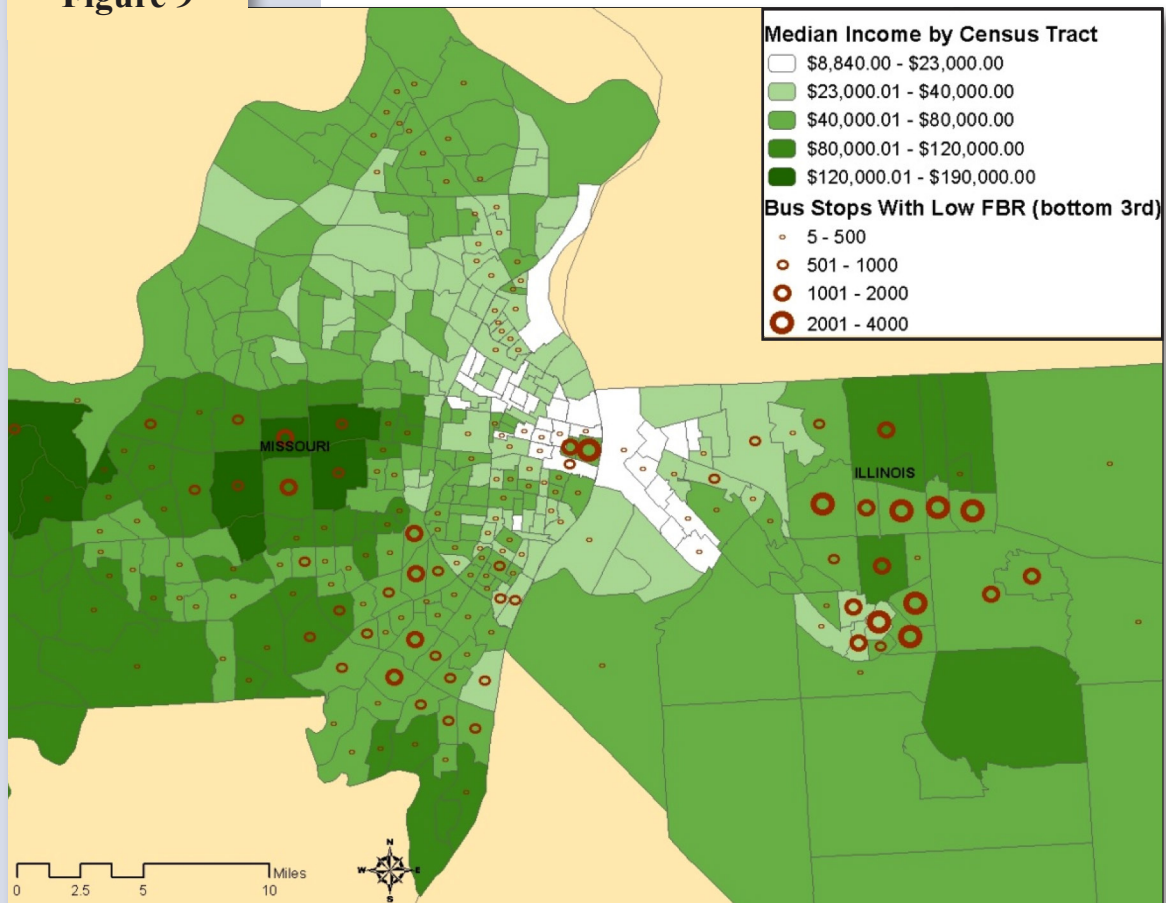 Figure 9
Median Income by Census Tract
$8,840.00 - $23,000.00
$23,000.01 - $40,000.00
$40,000.01 - $80,000.00
$80,000.01 - $120,000.00
$120,000.01 - $190,000.00
Bus Stops With Low FBR (bottom 3rd)
5 - 500
501 - 1000
1001 - 2000
2001 - 4000
MISSOURI
ILLINOIS
N
W E
S
Miles
0 2.5 5 10